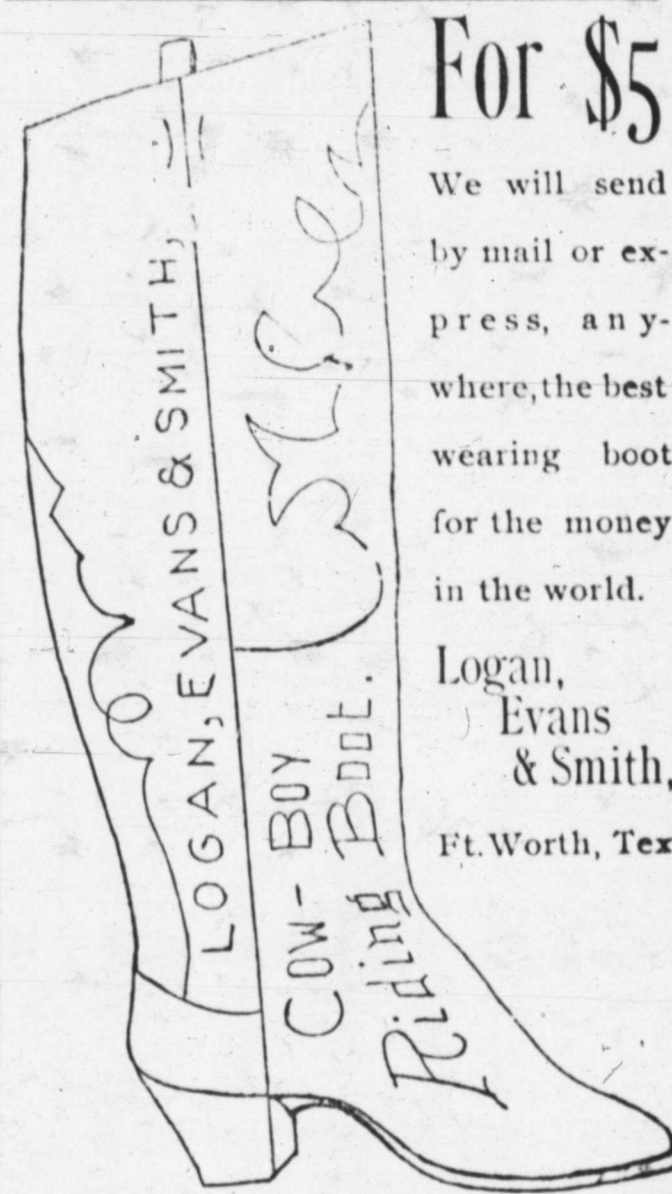 For $5
We will send
by mail or ex-
press, any-
where, the best
wearing boot
for the money
in the world.
Logan,
Evans
& Smith,
Ft. Worth, Tex
LOGAN, EVANS & SMITH,
COW-BOY
Riding Boot.